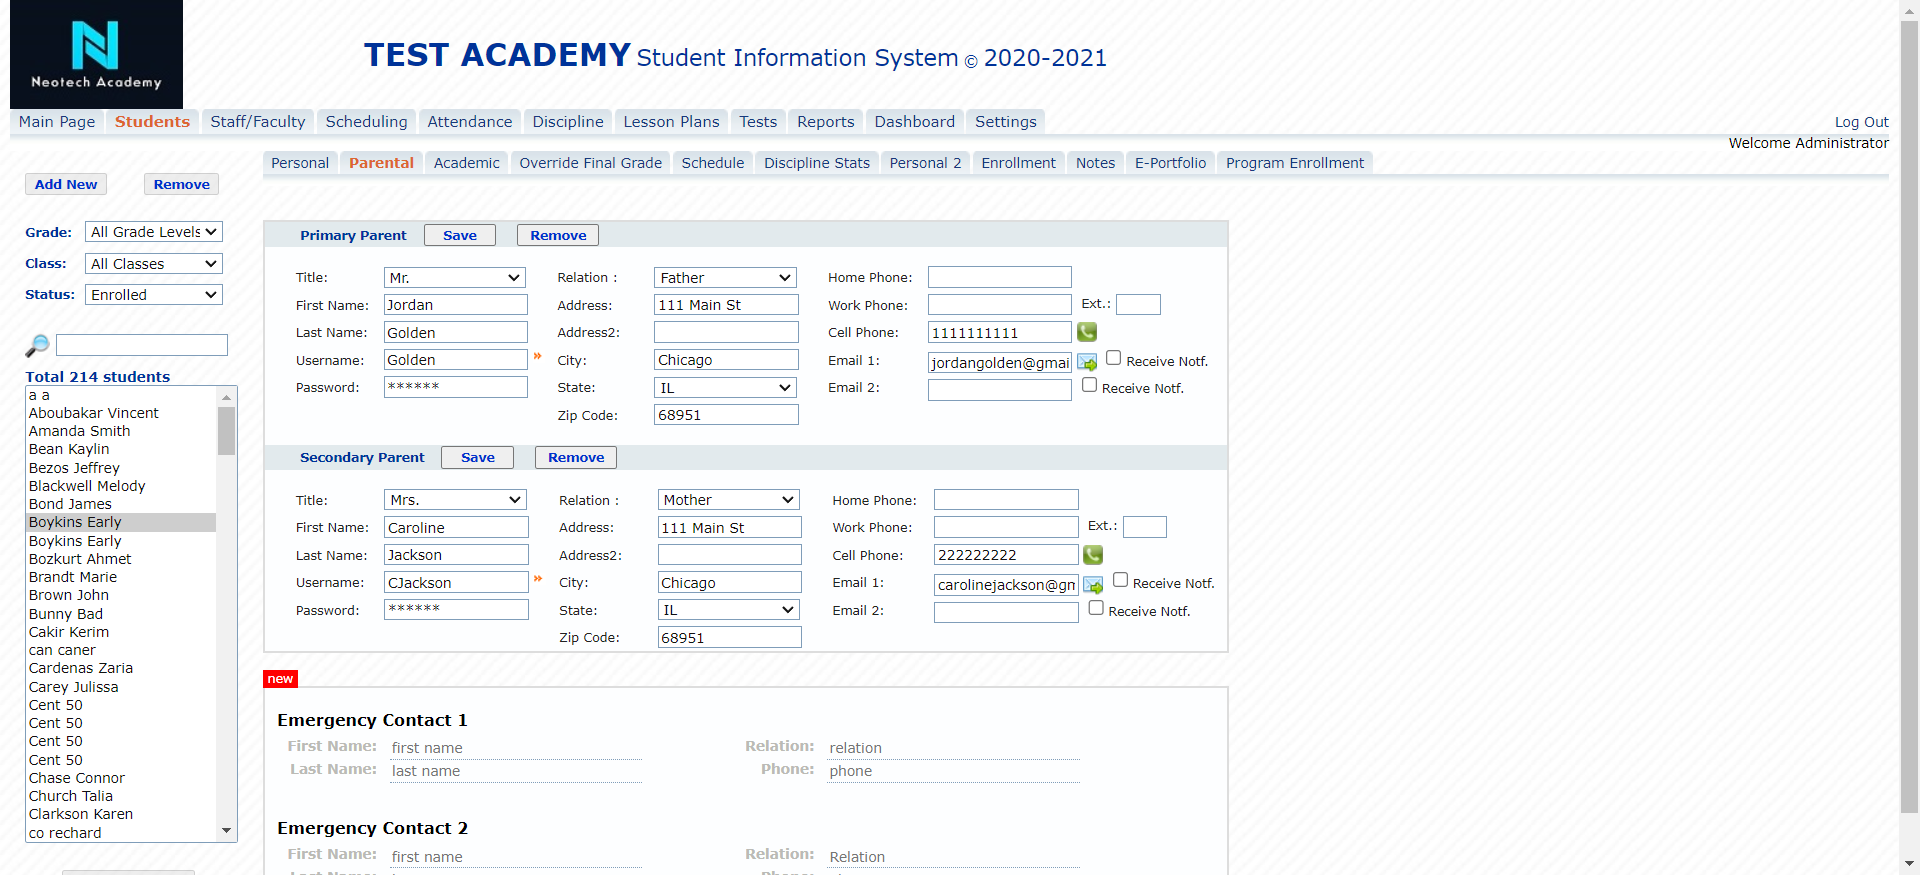 Neotech Academy
TEST ACADEMY Student Information System © 2020-2021
Main Page Students Staff/Faculty Scheduling Attendance Discipline Lesson Plans Tests Reports Dashboard Settings Log Out
Welcome Administrator
Personal Parental Academic Override Final Grade Schedule Discipline Stats Personal 2 Enrollment Notes E-Portfolio Program Enrollment
Add New Remove
Grade: All Grade Levels
Class: All Classes
Status: Enrolled
Total 214 students
a a
Aboubakar Vincent
Amanda Smith
Bean Kaylin
Bezos Jeffrey
Blackwell Melody
Bond James
Boykins Early
Boykins Early
Bozkurt Ahmet
Brandt Marie
Brown John
Bunny Bad
Cakir Kerim
can caner
Cardenas Zaria
Carey Julissa
Cent 50
Cent 50
Cent 50
Cent 50
Chase Connor
Church Talia
Clarkson Karen
co rechard
Primary Parent Save Remove
Title: Mr. Relation : Father Home Phone:
First Name: Jordan Address: 111 Main St Work Phone: Ext.:
Last Name: Golden Address2: Cell Phone: 1111111111
Username: Golden » City: Chicago Email 1: jordangolden@gmai Receive Notf.
Password: ****** State: IL Email 2: Receive Notf.
Zip Code: 68951
Secondary Parent Save Remove
Title: Mrs. Relation : Mother Home Phone:
First Name: Caroline Address: 111 Main St Work Phone: Ext.:
Last Name: Jackson Address2: Cell Phone: 222222222
Username: CJackson » City: Chicago Email 1: carolinejackson@gm Receive Notf.
Password: ****** State: IL Email 2: Receive Notf.
Zip Code: 68951
new
Emergency Contact 1
First Name: first name Relation: relation
Last Name: last name Phone: phone
Emergency Contact 2
First Name: first name Relation: Relation